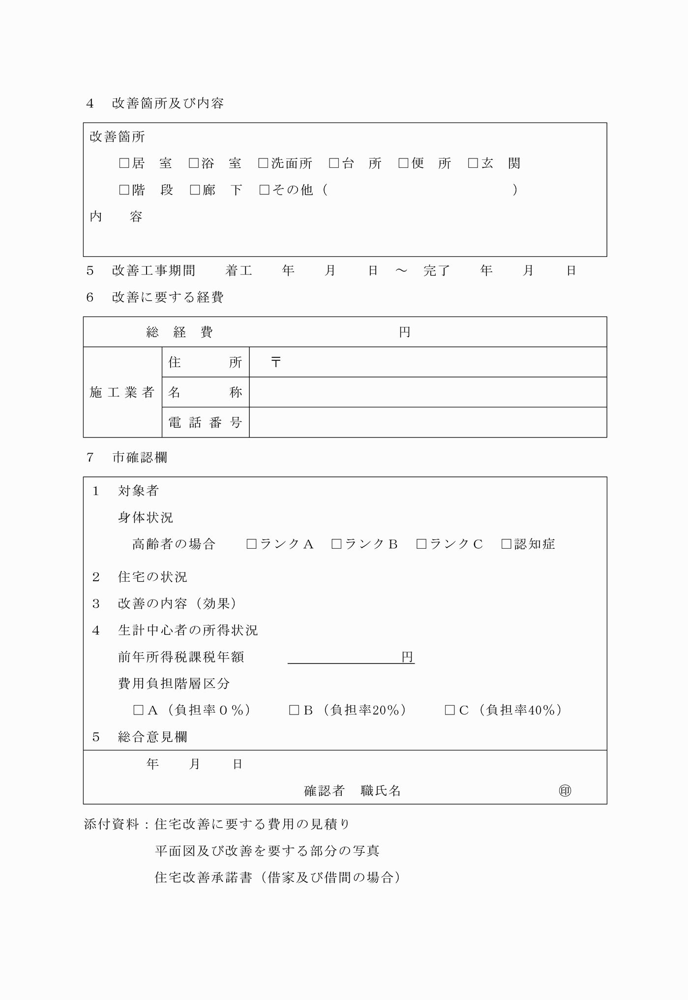 ４　改善箇所及び内容
改善箇所
□居　室　□浴　室　□洗面所　□台　所　□便　所　□玄　関
□階　段　□廊　下　□その他（　　　　　　　　　　　　　）
内　　容
５　改善工事期間　　着工　　年　　月　　日　～　完了　　年　　月　　日
６　改善に要する経費
総　経　費　　　　　　　　　　　　　円
施工業者　住　　所　〒
名　　称
電話番号
７　市確認欄
１　対象者
身体状況
高齢者の場合　　□ランクＡ　□ランクＢ　□ランクＣ　□認知症
２　住宅の状況
３　改善の内容（効果）
４　生計中心者の所得状況
前年所得税課税年額　　　　　　　　　　　円
費用負担階層区分
□Ａ（負担率０％）　　□Ｂ（負担率20％）　　□Ｃ（負担率40％）
５　総合意見欄
年　　月　　日
確認者　職氏名　　　　　　　　　　　㊞
添付資料：住宅改善に要する費用の見積り
平面図及び改善を要する部分の写真
住宅改善承諾書（借家及び借間の場合）